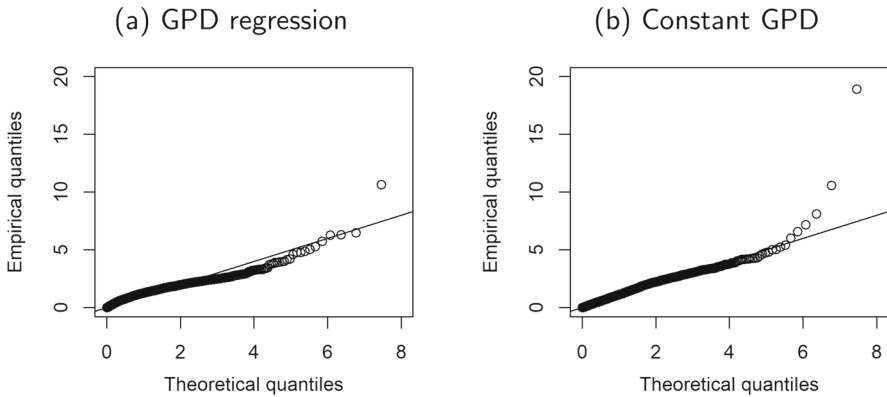 (a) GPD regression
Empirical quantiles
20
15
10
5
0
0 2 4 6 8
Theoretical quantiles
(b) Constant GPD
Empirical quantiles
20
15
10
5
0
0 2 4 6 8
Theoretical quantiles